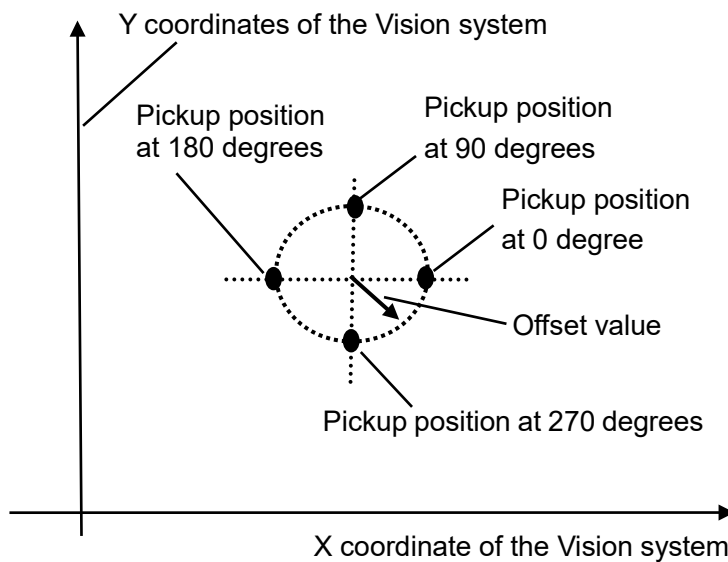 Y coordinates of the Vision system
Pickup position
at 180 degrees
Pickup position
at 90 degrees
Pickup position
at 0 degree
Offset value
Pickup position at 270 degrees
X coordinate of the Vision system